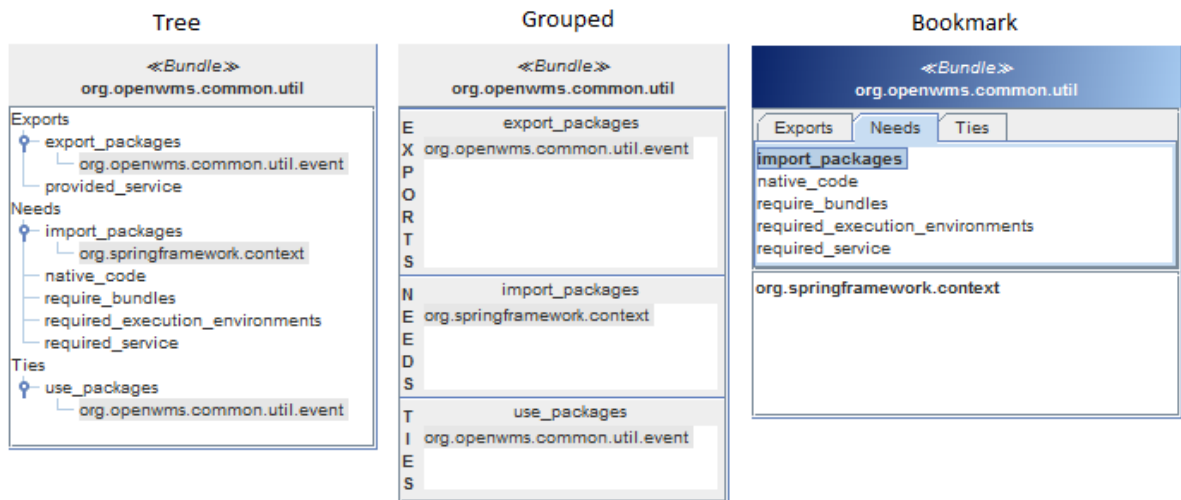 Tree
≪Bundle≫
org.openwms.common.util
Exports
export_packages
org.openwms.common.util.event
provided_service
Needs
import_packages
org.springframework.context
native_code
require_bundles
required_execution_environments
required_service
Ties
use_packages
org.openwms.common.util.event
Grouped
≪Bundle≫
org.openwms.common.util
EXPORTS
export_packages
org.openwms.common.util.event
NEEDS
import_packages
org.springframework.context
TIES
use_packages
org.openwms.common.util.event
Bookmark
≪Bundle≫
org.openwms.common.util
Exports Needs Ties
import_packages
native_code
require_bundles
required_execution_environments
required_service
org.springframework.context